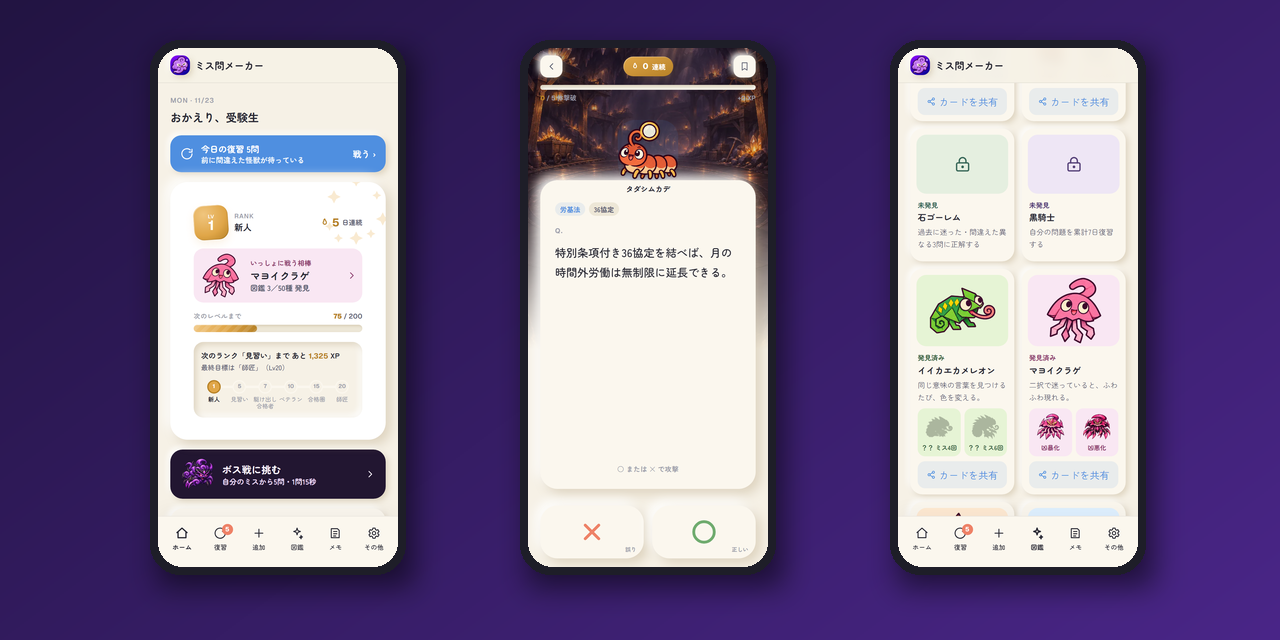 ミス問メーカー
MON · 11/23
おかえり、受験生
今日の復習 5問
前に間違えた怪獣が待っている
戦う ›
LV
1
RANK
新人
5 日連続
いっしょに戦う相棒
マヨイクラゲ
図鑑 3／50種 発見
次のレベルまで
75 / 200
次のランク「見習い」まで あと 1,325 XP
最終目標は「師匠」（Lv20）
1 5 7 10 15 20
新人 見習い 駆け出し ベテラン 合格圏 師匠
合格者
ボス戦に挑む
自分のミスから5問・1問15秒
5
ホーム 復習 追加 図鑑 メモ その他
0 連続
タダシムカデ
労基法 36協定
Q.
特別条項付き36協定を結べば、月の
時間外労働は無制限に延長できる。
〇 または × で攻撃
誤り
正しい
ミス問メーカー
カードを共有 カードを共有
未発見
石ゴーレム
過去に迷った・間違えた異
なる3問に正解する
未発見
黒騎士
自分の問題を累計7日復習
する
発見済み
イイカエカメレオン
同じ意味の言葉を見つける
たび、色を変える。
？？ ミス4回 ？？ ミス6回
カードを共有
発見済み
マヨイクラゲ
二択で迷っていると、ふわ
ふわ現れる。
凶暴化 凶悪化
カードを共有
5
ホーム 復習 追加 図鑑 メモ その他